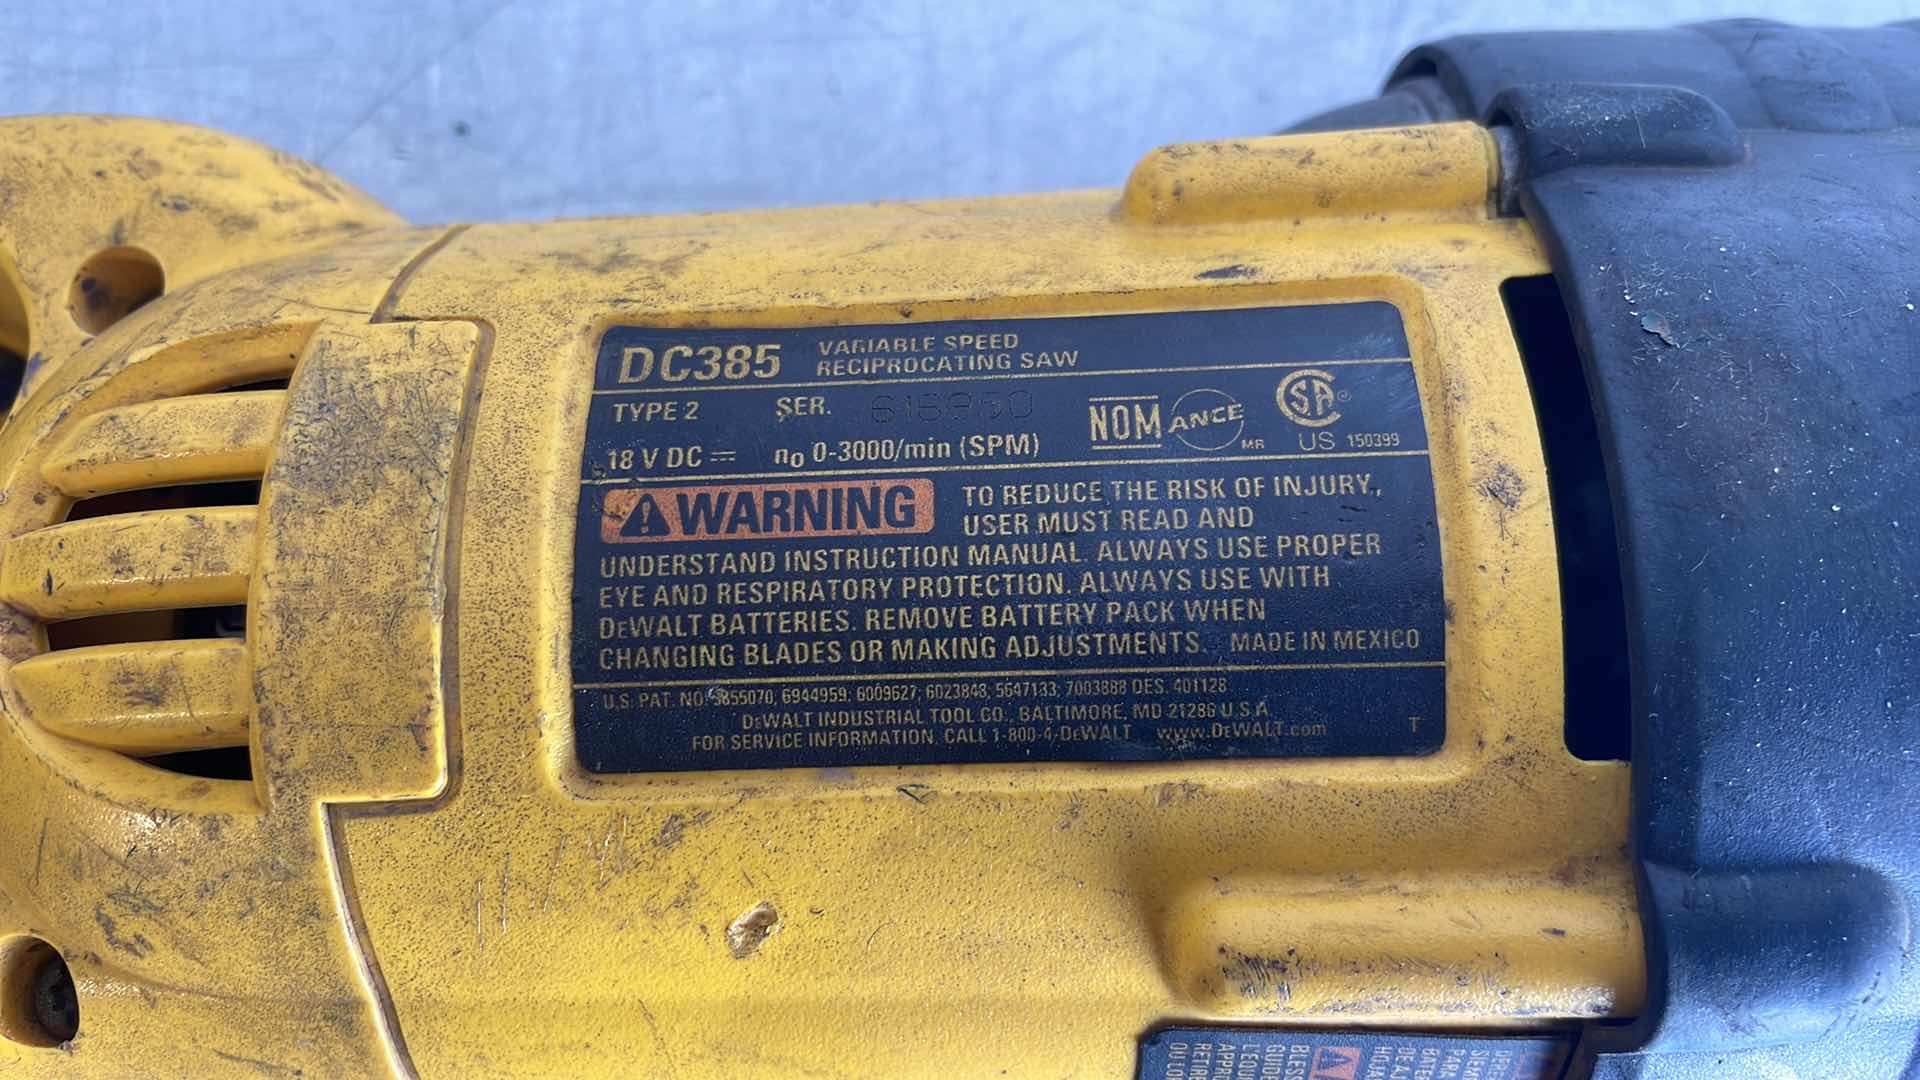 DC385 VARIABLE SPEED
RECIPROCATING SAW
TYPE 2 SER.
NOM ANCE MR
CSA ® US 150399
18 V DC n₀ 0-3000/min (SPM)
WARNING TO REDUCE THE RISK OF INJURY,
USER MUST READ AND
UNDERSTAND INSTRUCTION MANUAL. ALWAYS USE PROPER
EYE AND RESPIRATORY PROTECTION. ALWAYS USE WITH
DEWALT BATTERIES. REMOVE BATTERY PACK WHEN
CHANGING BLADES OR MAKING ADJUSTMENTS. MADE IN MEXICO
U.S. PAT. NO. 6944959; 6023848; 5647133; 7003888 DES. 401128
DEWALT INDUSTRIAL TOOL CO., BALTIMORE, MD 21286 U.S.A.
FOR SERVICE INFORMATION, CALL 1-800-4-DEWALT www.DEWALT.com T